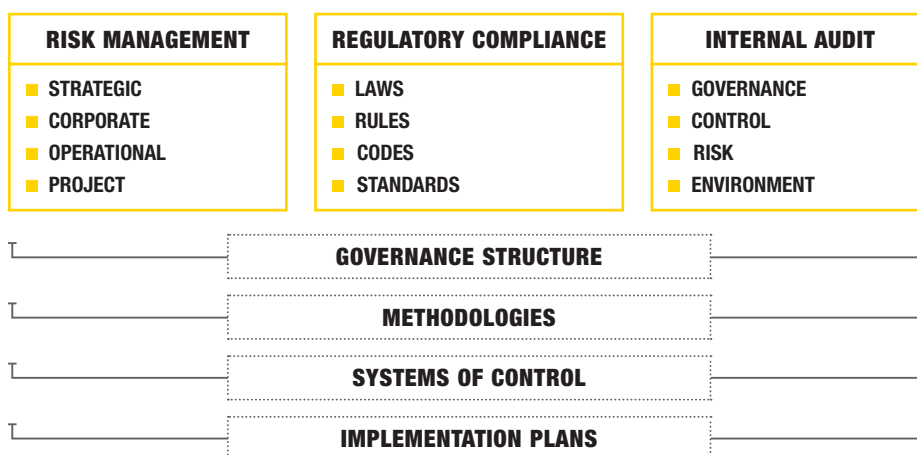 RISK MANAGEMENT
STRATEGIC
CORPORATE
OPERATIONAL
PROJECT
REGULATORY COMPLIANCE
LAWS
RULES
CODES
STANDARDS
INTERNAL AUDIT
GOVERNANCE
CONTROL
RISK
ENVIRONMENT
GOVERNANCE STRUCTURE
METHODOLOGIES
SYSTEMS OF CONTROL
IMPLEMENTATION PLANS